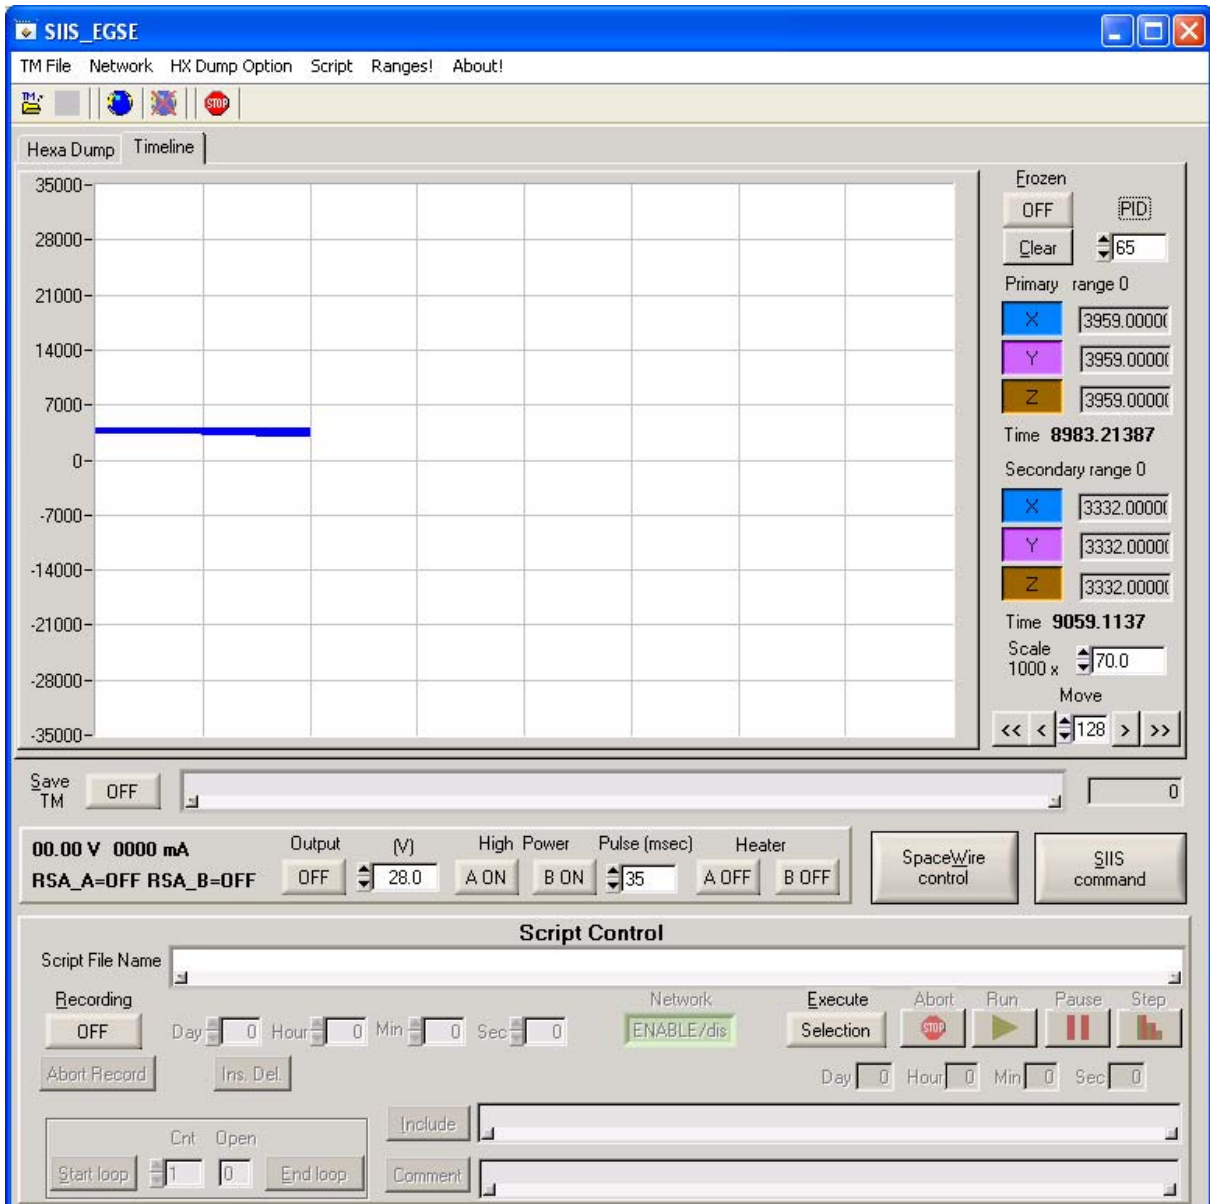 SIIS_EGSE
TM File Network HX Dump Option Script Ranges! About!
TM STOP
Hexa Dump Timeline
35000
28000
21000
14000
7000
0
-7000
-14000
-21000
-28000
-35000
Frozen
OFF PID
Clear 65
Primary range 0
X 3959.0000
Y 3959.0000
Z 3959.0000
Time 8983.21387
Secondary range 0
X 3332.0000
Y 3332.0000
Z 3332.0000
Time 9059.1137
Scale
1000 x 70.0
Move
<< < 128 > >>
Save
TM OFF 0
00.00 V 0000 mA
RSA_A=OFF RSA_B=OFF
Output (V) High Power Pulse (msec) Heater
OFF 28.0 A ON B ON 35 A OFF B OFF
SpaceWire
control
SIIS
command
Script Control
Script File Name
Recording Network Execute Abort Run Pause Step
OFF Day 0 Hour 0 Min 0 Sec 0 ENABLE/dis Selection STOP
Abort Record Ins. Del. Day 0 Hour 0 Min 0 Sec 0
Cnt Open Include
Start loop 1 0 End loop Comment